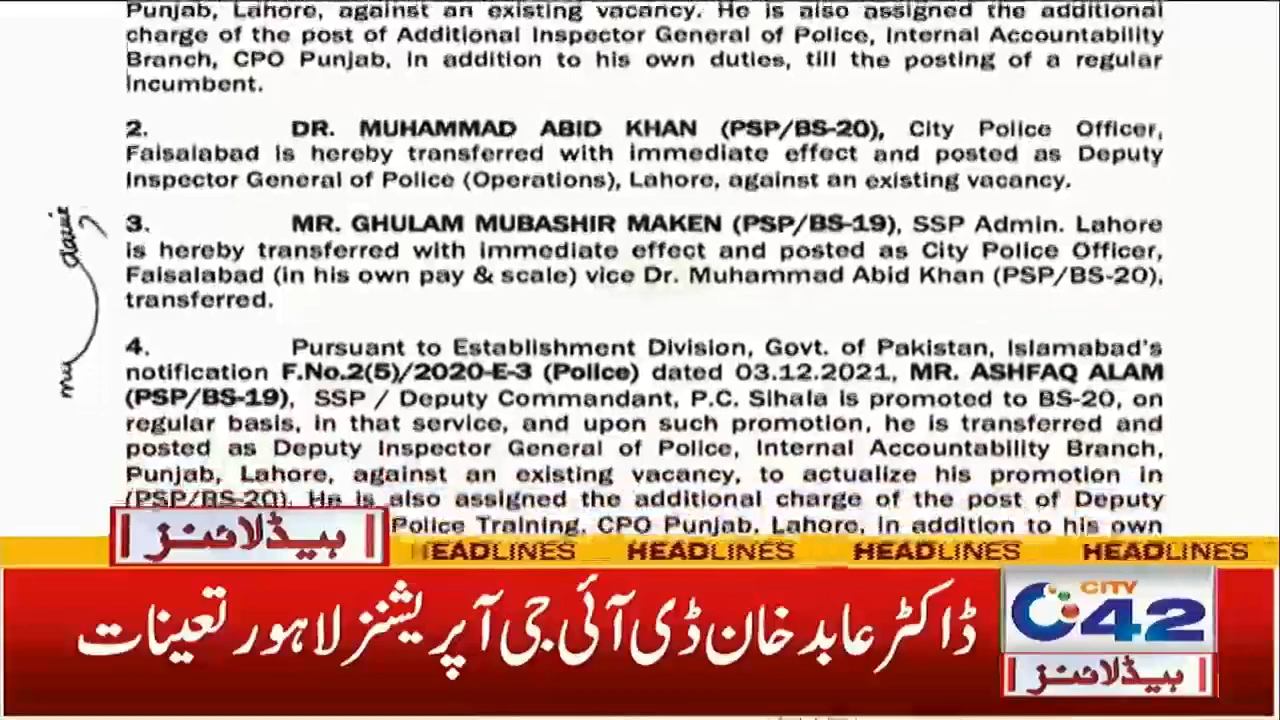 Punjab, Lahore, against an existing vacancy. He is also assigned the additional
charge of the post of Additional Inspector General of Police, Internal Accountability
Branch, CPO Punjab, in addition to his own duties, till the posting of a regular
incumbent.
2. DR. MUHAMMAD ABID KHAN (PSP/BS-20), City Police Officer,
Faisalabad is hereby transferred with immediate effect and posted as Deputy
Inspector General of Police (Operations), Lahore, against an existing vacancy.
3. MR. GHULAM MUBASHIR MAKEN (PSP/BS-19), SSP Admin. Lahore
is hereby transferred with immediate effect and posted as City Police Officer,
Faisalabad (in his own pay & scale) vice Dr. Muhammad Abid Khan (PSP/BS-20),
transferred.
4. Pursuant to Establishment Division, Govt. of Pakistan, Islamabad's
notification F.No.2(5)/2020-E-3 (Police) dated 03.12.2021, MR. ASHFAQ ALAM
(PSP/BS-19), SSP / Deputy Commandant, P.C. Sihala is promoted to BS-20, on
regular basis, in that service, and upon such promotion, he is transferred and
posted as Deputy Inspector General of Police, Internal Accountability Branch,
Punjab, Lahore, against an existing vacancy, to actualize his promotion in
(PSP/BS-20). He is also assigned the additional charge of the post of Deputy
Police Training, CPO Punjab, Lahore, in addition to his own
ہیڈلائنز
HEADLINES HEADLINES HEADLINES HEADLINES
ڈاکٹر عابد خان ڈی آئی جی آپریشنز لاہور تعینات
CITY
42
ہیڈلائنز